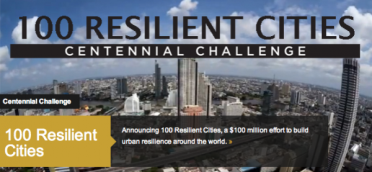 100 RESILIENT CITIES
CENTENNIAL CHALLENGE
Centennial Challenge
100 Resilient
Cities
Announcing 100 Resilient Cities, a $100 million effort to build
urban resilience around the world. »